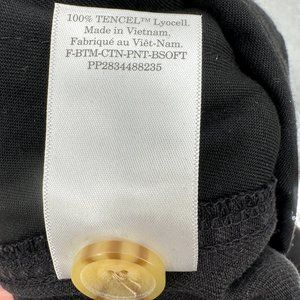 100% TENCEL™ Lyocell.
Made in Vietnam.
Fabriqué au Viêt-Nam.
F-BTM-CTN-PNT-BSOFT
PP2834488235